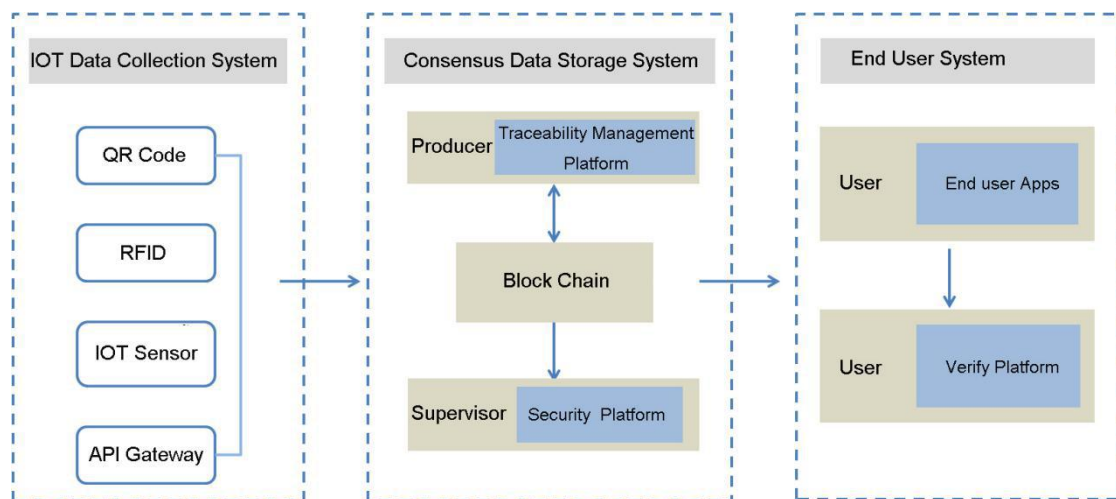 IOT Data Collection System
QR Code
RFID
IOT Sensor
API Gateway
Consensus Data Storage System
Producer
Traceability Management
Platform
Block Chain
Supervisor
Security Platform
End User System
User
End user Apps
User
Verify Platform